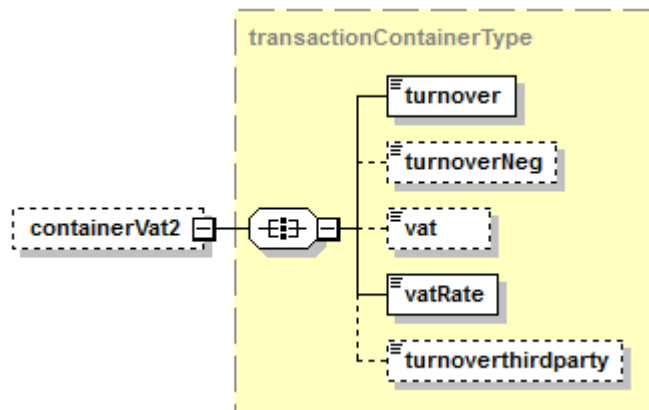 transactionContainerType
turnover
turnoverNeg
containerVat2
vat
vatRate
turnoverthirdparty